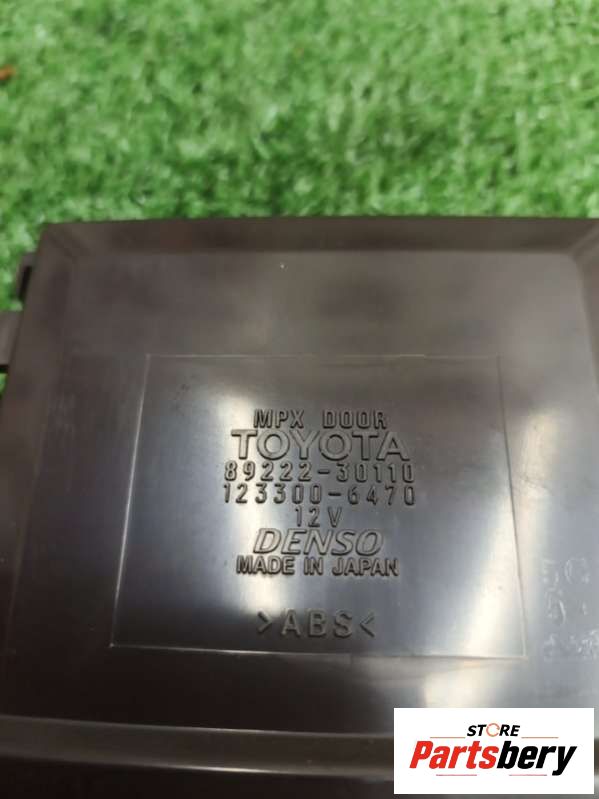 MPX DOOR
TOYOTA
89222-30110
123300-6470
12V
DENSO
MADE IN JAPAN
>ABS<
STORE
Partsbery